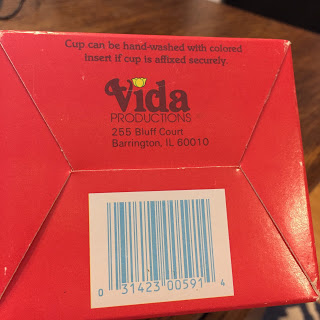 Cup can be hand-washed with colored
insert if cup is affixed securely.
Vida
PRODUCTIONS
255 Bluff Court
Barrington, IL 60010
0 31423 00591 4